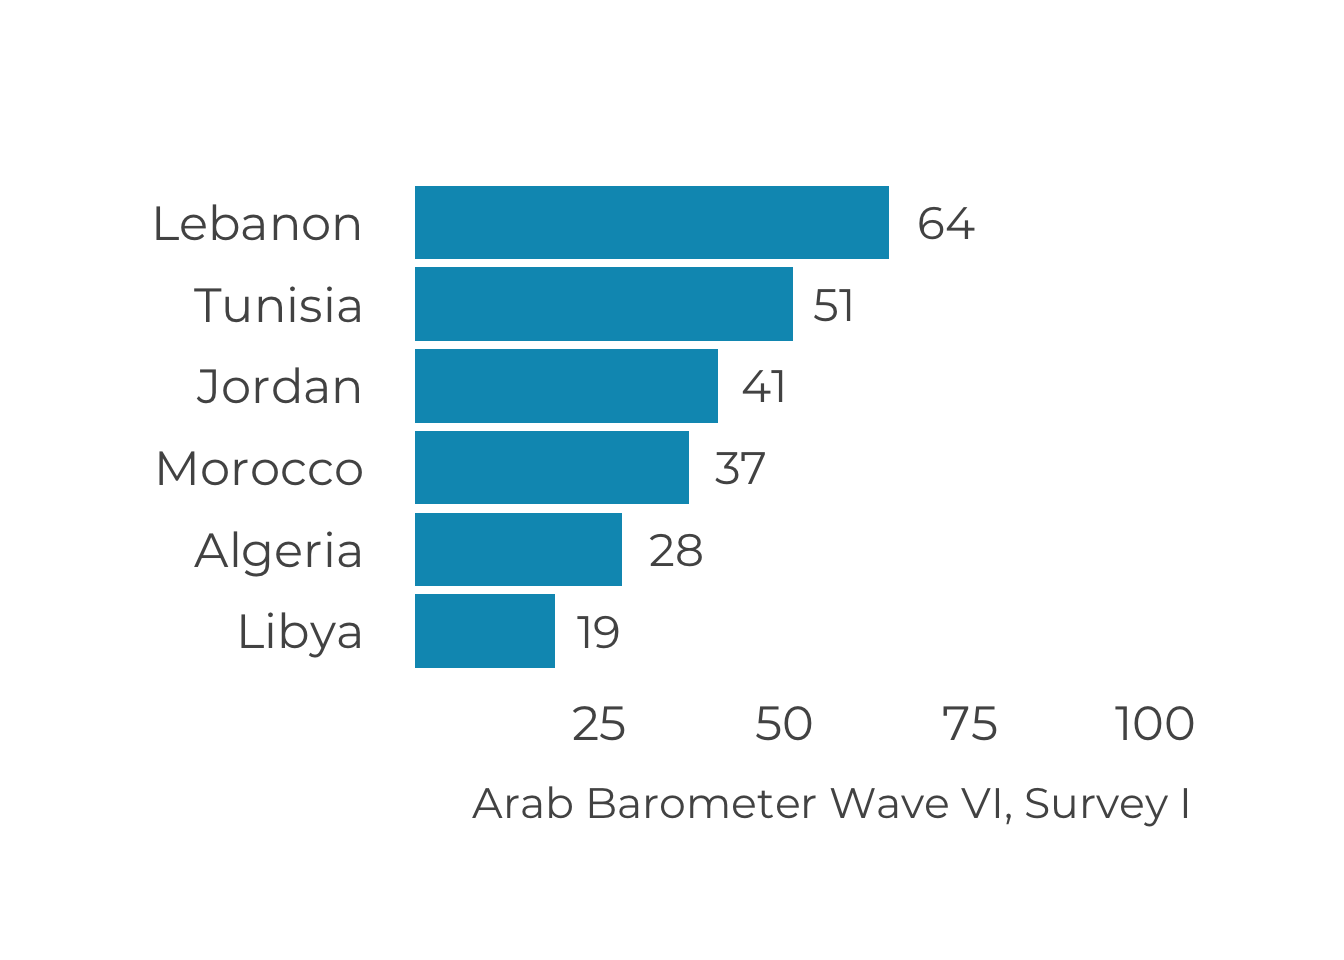 Lebanon 64
Tunisia 51
Jordan 41
Morocco 37
Algeria 28
Libya 19
25 50 75 100
Arab Barometer Wave VI, Survey I